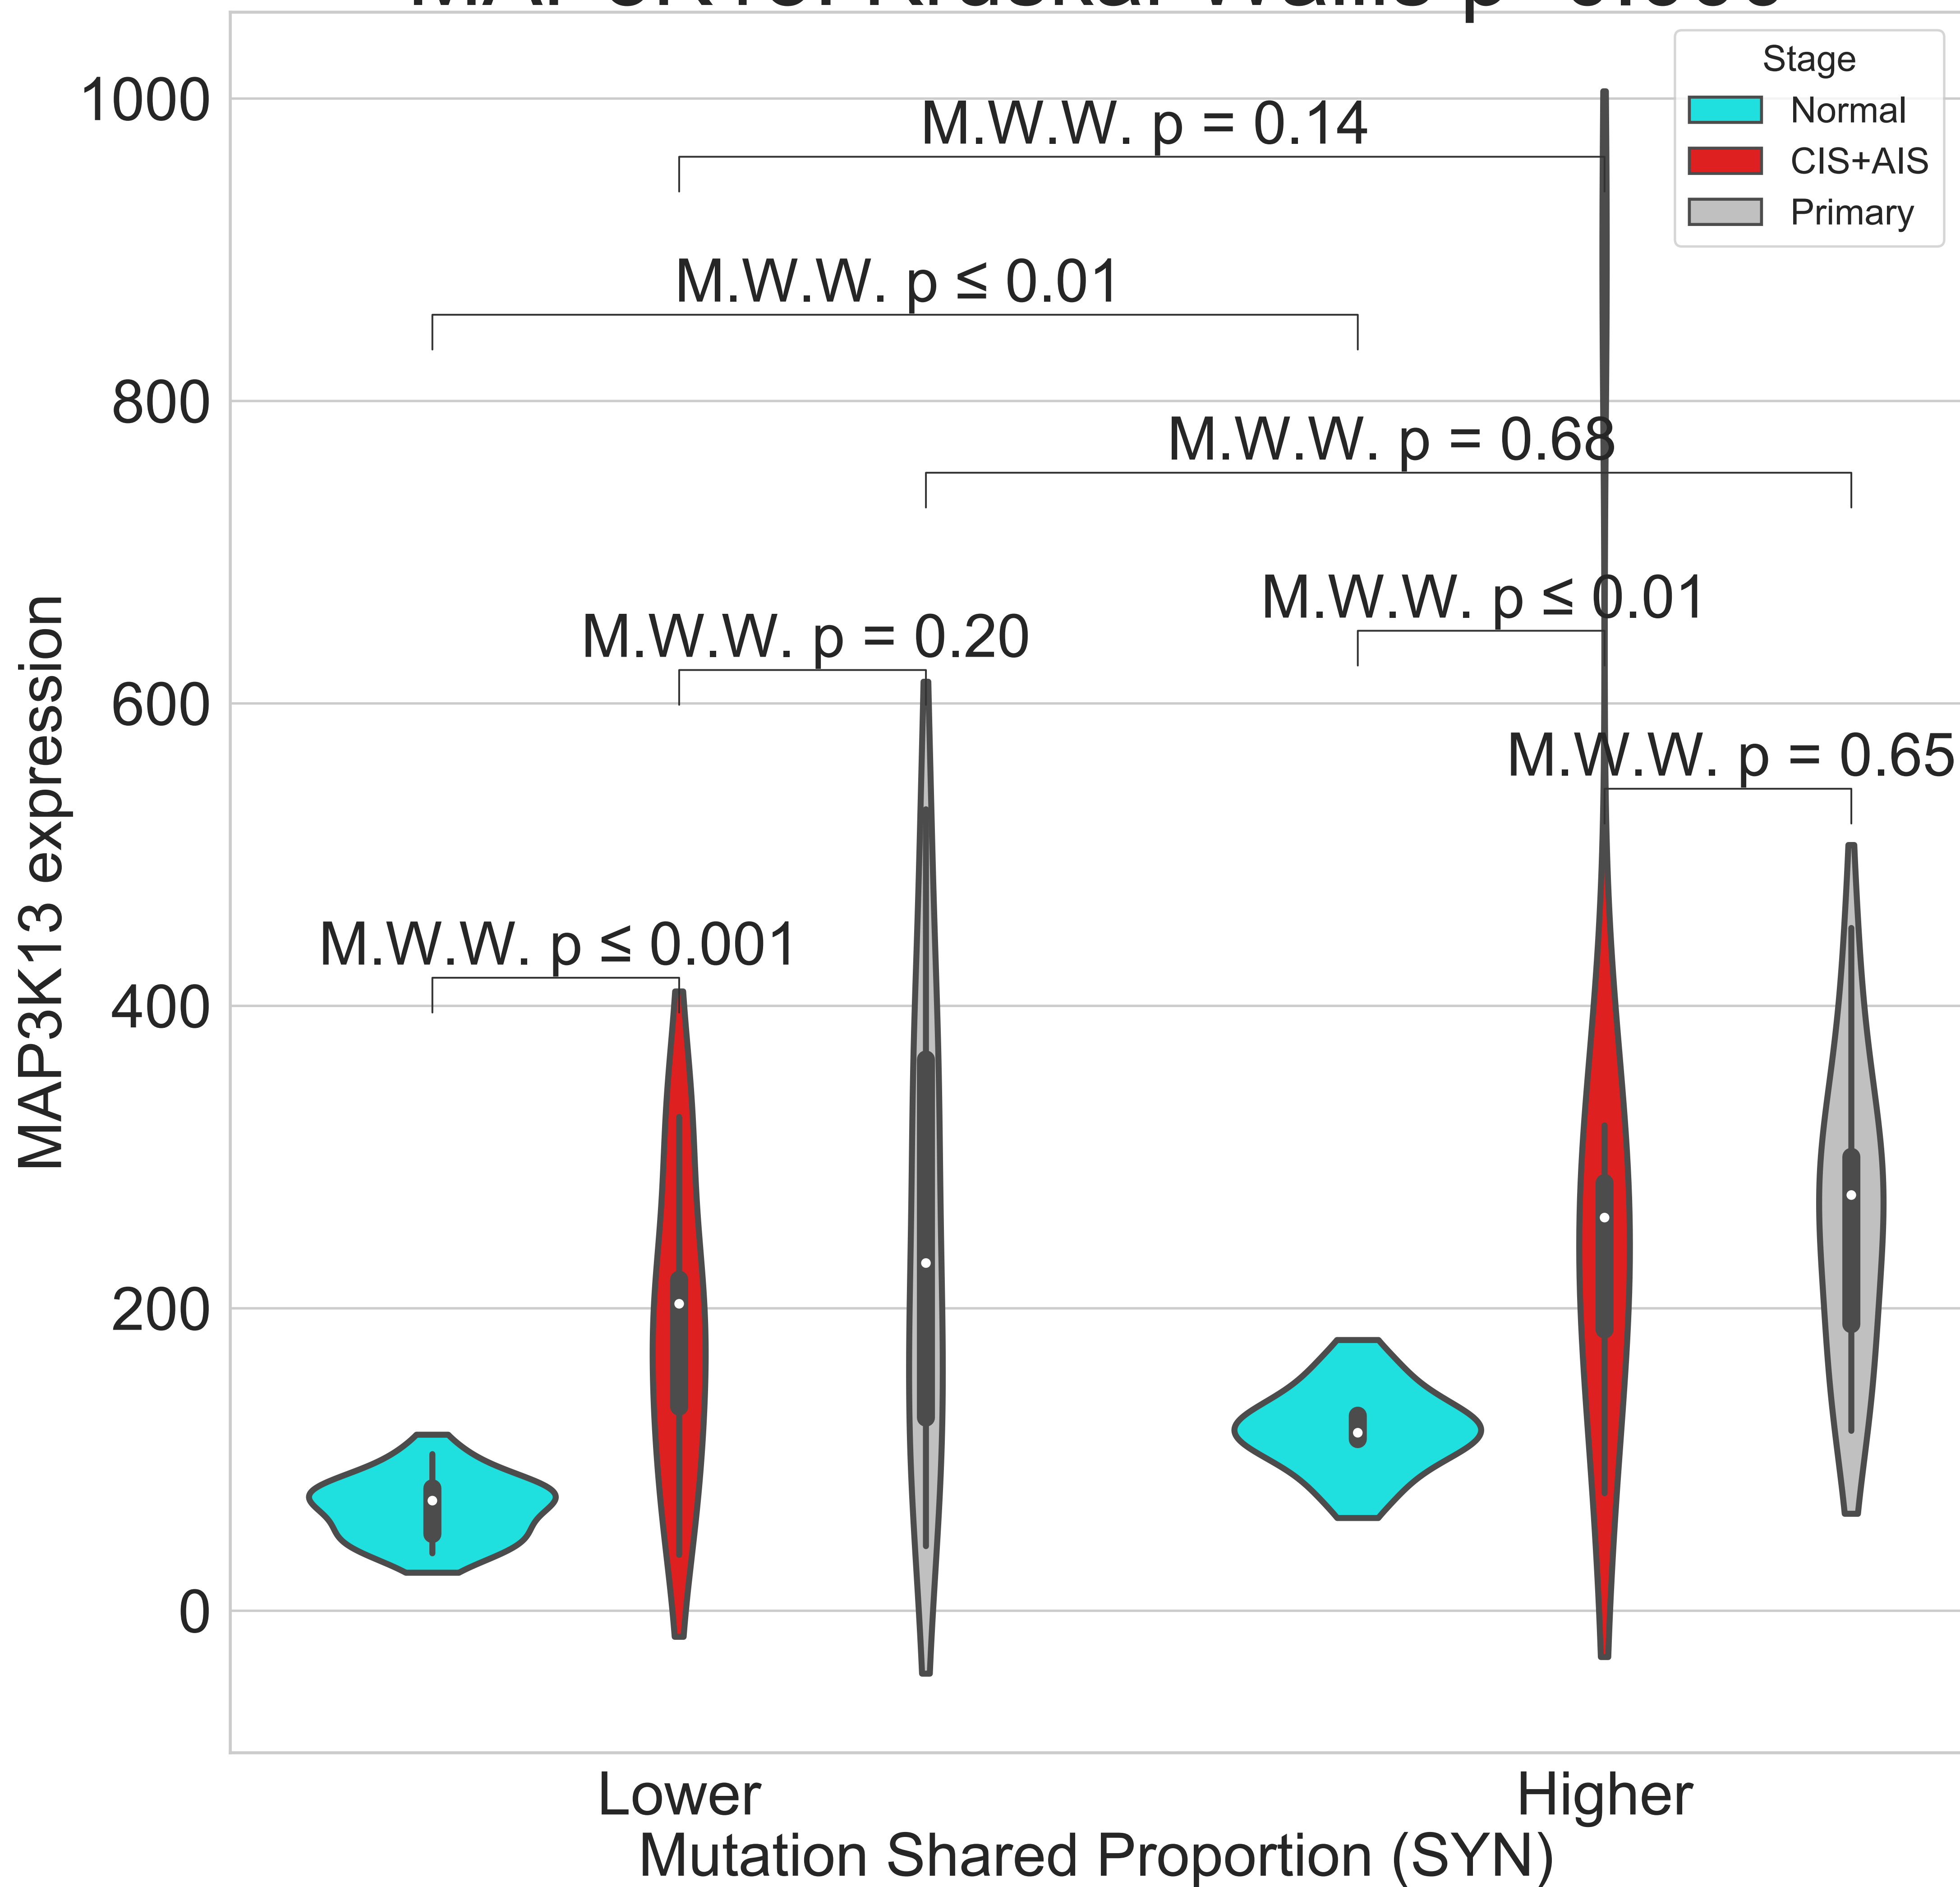 1000
800
600
400
200
0
MAP3K13 expression
Stage
Normal
CIS+AIS
Primary
M.W.W. p = 0.14
M.W.W. p ≤ 0.01
M.W.W. p = 0.68
M.W.W. p ≤ 0.01
M.W.W. p = 0.20
M.W.W. p = 0.65
M.W.W. p ≤ 0.001
Lower
Higher
Mutation Shared Proportion (SYN)